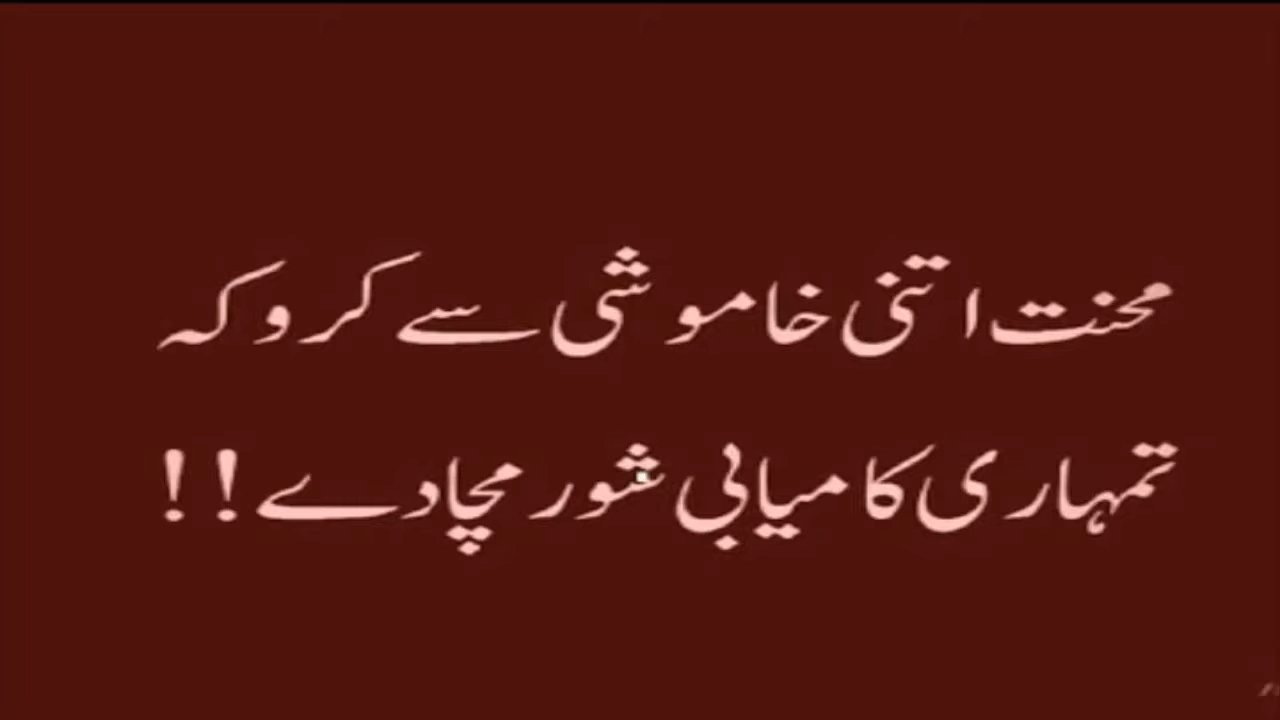 محنت اتنی خاموشی سے کرو کہ
تمہاری کامیابی شور مچادے!!